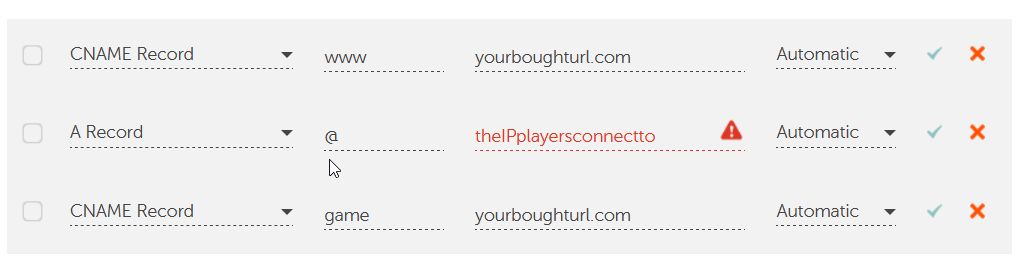 CNAME Record www yourboughturl.com Automatic
A Record @ theIPplayersconnectto Automatic
CNAME Record game yourboughturl.com Automatic